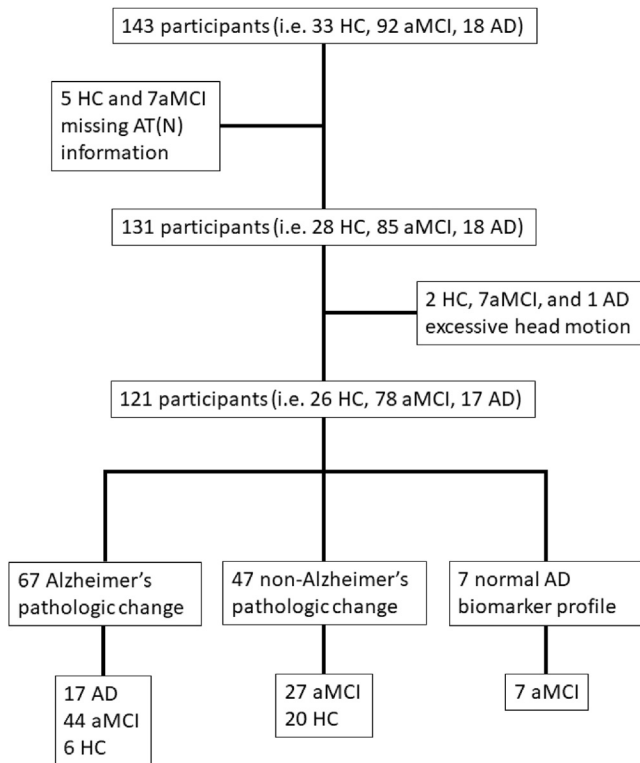 143 participants (i.e. 33 HC, 92 aMCI, 18 AD)
5 HC and 7aMCI
missing AT(N)
information
131 participants (i.e. 28 HC, 85 aMCI, 18 AD)
2 HC, 7aMCI, and 1 AD
excessive head motion
121 participants (i.e. 26 HC, 78 aMCI, 17 AD)
67 Alzheimer's
pathologic change
47 non-Alzheimer's
pathologic change
7 normal AD
biomarker profile
17 AD
44 aMCI
6 HC
27 aMCI
20 HC
7 aMCI